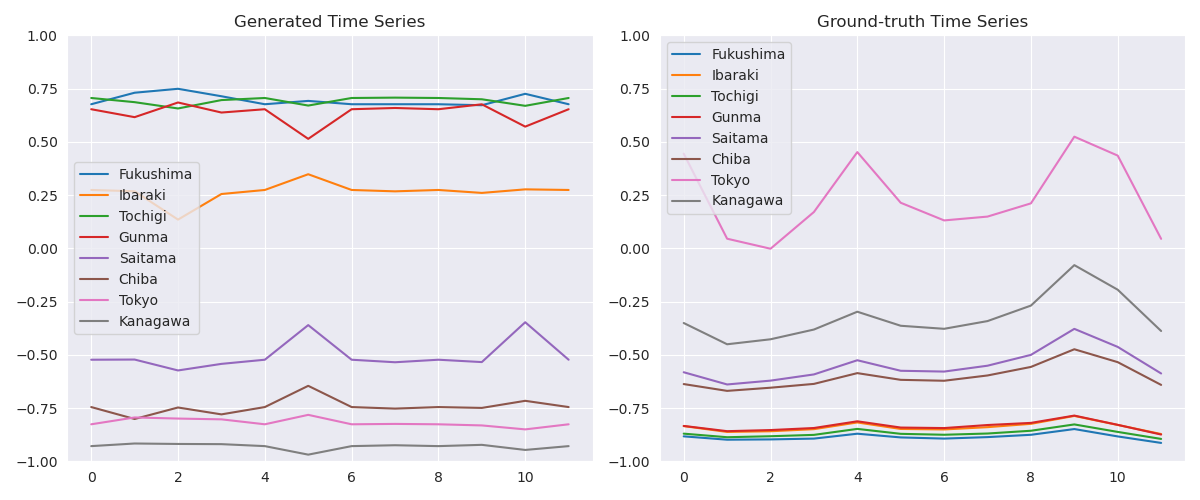 Generated Time Series
1.00
0.75
0.50
0.25
0.00
−0.25
−0.50
−0.75
−1.00
0
2
4
6
8
10
Fukushima
Ibaraki
Tochigi
Gunma
Saitama
Chiba
Tokyo
Kanagawa
Ground-truth Time Series
1.00
0.75
0.50
0.25
0.00
−0.25
−0.50
−0.75
−1.00
0
2
4
6
8
10
Fukushima
Ibaraki
Tochigi
Gunma
Saitama
Chiba
Tokyo
Kanagawa